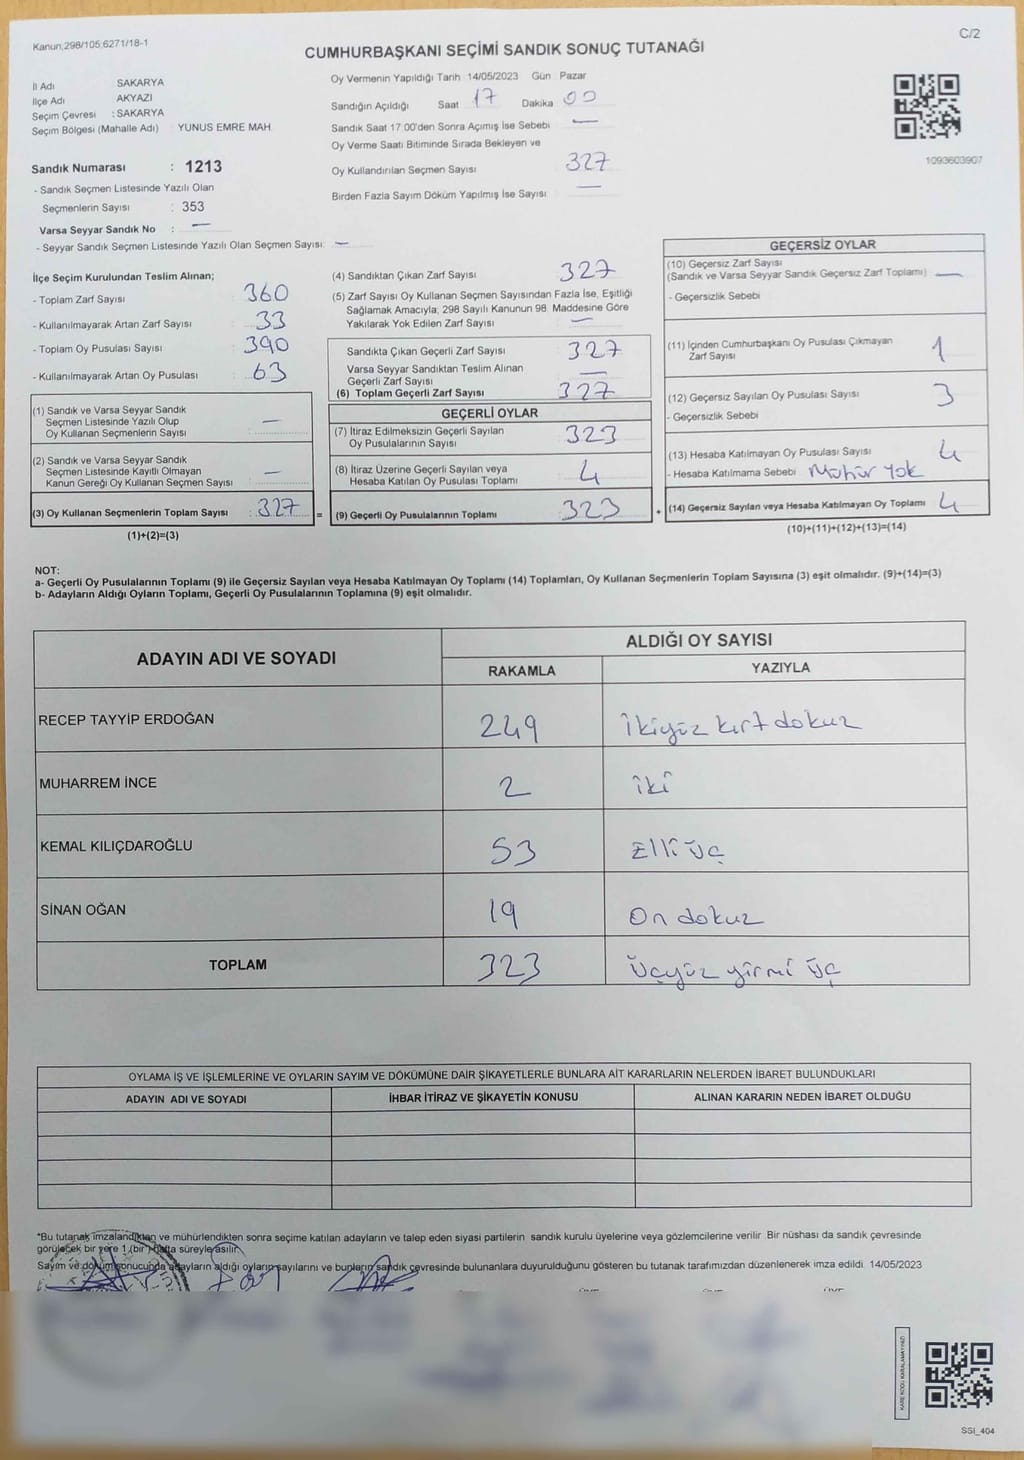 Kanun;298/105;6271/18-1
C/2
CUMHURBAŞKANI SEÇİMİ SANDIK SONUÇ TUTANAĞI
İl Adı SAKARYA
İlçe Adı AKYAZI
Seçim Çevresi : SAKARYA
Seçim Bölgesi (Mahalle Adı) YUNUS EMRE MAH.
Sandık Numarası : 1213
- Sandık Seçmen Listesinde Yazılı Olan
Seçmenlerin Sayısı : 353
Varsa Seyyar Sandık No : —
- Seyyar Sandık Seçmen Listesinde Yazılı Olan Seçmen Sayısı: —
Oy Vermenin Yapıldığı Tarih 14/05/2023 Gün : Pazar
Sandığın Açıldığı Saat 17 Dakika 00
Sandık Saat 17:00'den Sonra Açımış İse Sebebi —
Oy Verme Saati Bitiminde Sırada Bekleyen ve
Oy Kullandırılan Seçmen Sayısı 327
Birden Fazla Sayım Döküm Yapılmış İse Sayısı —
1093603907
İlçe Seçim Kurulundan Teslim Alınan;
- Toplam Zarf Sayısı 360
- Kullanılmayarak Artan Zarf Sayısı 33
- Toplam Oy Pusulası Sayısı 390
- Kullanılmayarak Artan Oy Pusulası 63
(1) Sandık ve Varsa Seyyar Sandık
Seçmen Listesinde Yazılı Olup
Oy Kullanan Seçmenlerin Sayısı —
(2) Sandık ve Varsa Seyyar Sandık
Seçmen Listesinde Kayıtlı Olmayan
Kanun Gereği Oy Kullanan Seçmen Sayısı —
(3) Oy Kullanan Seçmenlerin Toplam Sayısı : 327 =
(1)+(2)=(3)
(4) Sandıktan Çıkan Zarf Sayısı 327
(5) Zarf Sayısı Oy Kullanan Seçmen Sayısından Fazla İse, Eşitliği
Sağlamak Amacıyla; 298 Sayılı Kanunun 98. Maddesine Göre
Yakılarak Yok Edilen Zarf Sayısı —
Sandıkta Çıkan Geçerli Zarf Sayısı 327
Varsa Seyyar Sandıktan Teslim Alınan
Geçerli Zarf Sayısı —
(6) Toplam Geçerli Zarf Sayısı 327
GEÇERLİ OYLAR
(7) İtiraz Edilmeksizin Geçerli Sayılan
Oy Pusulalarının Sayısı 323
(8) İtiraz Üzerine Geçerli Sayılan veya
Hesaba Katılan Oy Pusulası Toplamı 4
(9) Geçerli Oy Pusulalarının Toplamı 323 +
GEÇERSİZ OYLAR
(10) Geçersiz Zarf Sayısı
(Sandık ve Varsa Seyyar Sandık Geçersiz Zarf Toplamı) —
- Geçersizlik Sebebi
(11) İçinden Cumhurbaşkanı Oy Pusulası Çıkmayan
Zarf Sayısı 1
(12) Geçersiz Sayılan Oy Pusulası Sayısı 3
- Geçersizlik Sebebi
(13) Hesaba Katılmayan Oy Pusulası Sayısı 4
- Hesaba Katılmama Sebebi Mühür Yok
(14) Geçersiz Sayılan veya Hesaba Katılmayan Oy Toplamı 4
(10)+(11)+(12)+(13)=(14)
NOT:
a- Geçerli Oy Pusulalarının Toplamı (9) ile Geçersiz Sayılan veya Hesaba Katılmayan Oy Toplamı (14) Toplamları, Oy Kullanan Seçmenlerin Toplam Sayısına (3) eşit olmalıdır. (9)+(14)=(3)
b- Adayların Aldığı Oyların Toplamı, Geçerli Oy Pusulalarının Toplamına (9) eşit olmalıdır.
ADAYIN ADI VE SOYADI
ALDIĞI OY SAYISI
RAKAMLA YAZIYLA
RECEP TAYYİP ERDOĞAN 249 İkiyüz kırt dokuz
MUHARREM İNCE 2 iki
KEMAL KILIÇDAROĞLU 53 Elli üç
SİNAN OĞAN 19 On dokuz
TOPLAM 323 Üçyüz yirmi üç
OYLAMA İŞ VE İŞLEMLERİNE VE OYLARIN SAYIM VE DÖKÜMÜNE DAİR ŞİKAYETLERLE BUNLARA AİT KARARLARIN NELERDEN İBARET BULUNDUKLARI
ADAYIN ADI VE SOYADI İHBAR İTİRAZ VE ŞİKAYETİN KONUSU ALINAN KARARIN NEDEN İBARET OLDUĞU
*Bu tutanak imzalandıktan ve mühürlendikten sonra seçime katılan adayların ve talep eden siyasi partilerin sandık kurulu üyelerine veya gözlemcilerine verilir. Bir nüshası da sandık çevresinde
görülecek bir yere 1 (bir) hafta süreyle asılır.
Sayım ve döküm sonucunda adayların aldığı oyların sayılarını ve bunların sandık çevresinde bulunanlara duyurulduğunu gösteren bu tutanak tarafımızdan düzenlenerek imza edildi. 14/05/2023
SSI_404